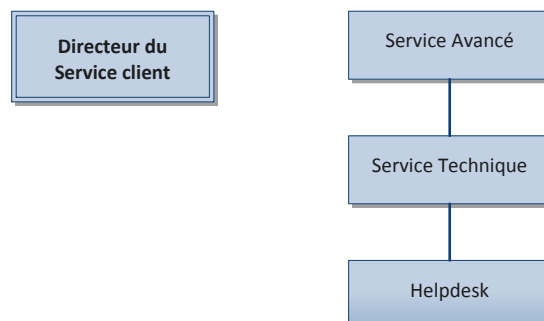 Directeur du
Service client
Service Avancé
Service Technique
Helpdesk